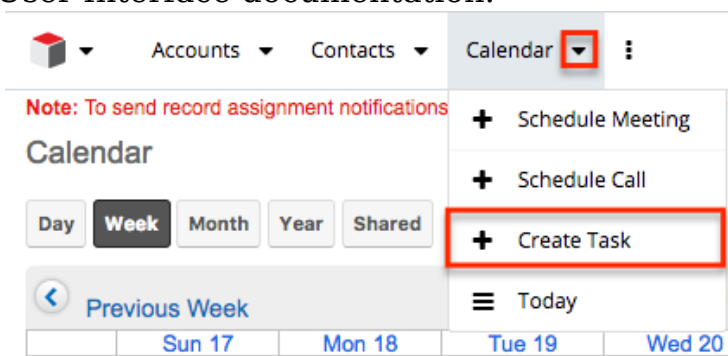 User Interface documentation.
Accounts Contacts Calendar
Note: To send record assignment notifications
Schedule Meeting
Calendar
Schedule Call
Day Week Month Year Shared
Create Task
Today
Previous Week
Sun 17 Mon 18 Tue 19 Wed 20